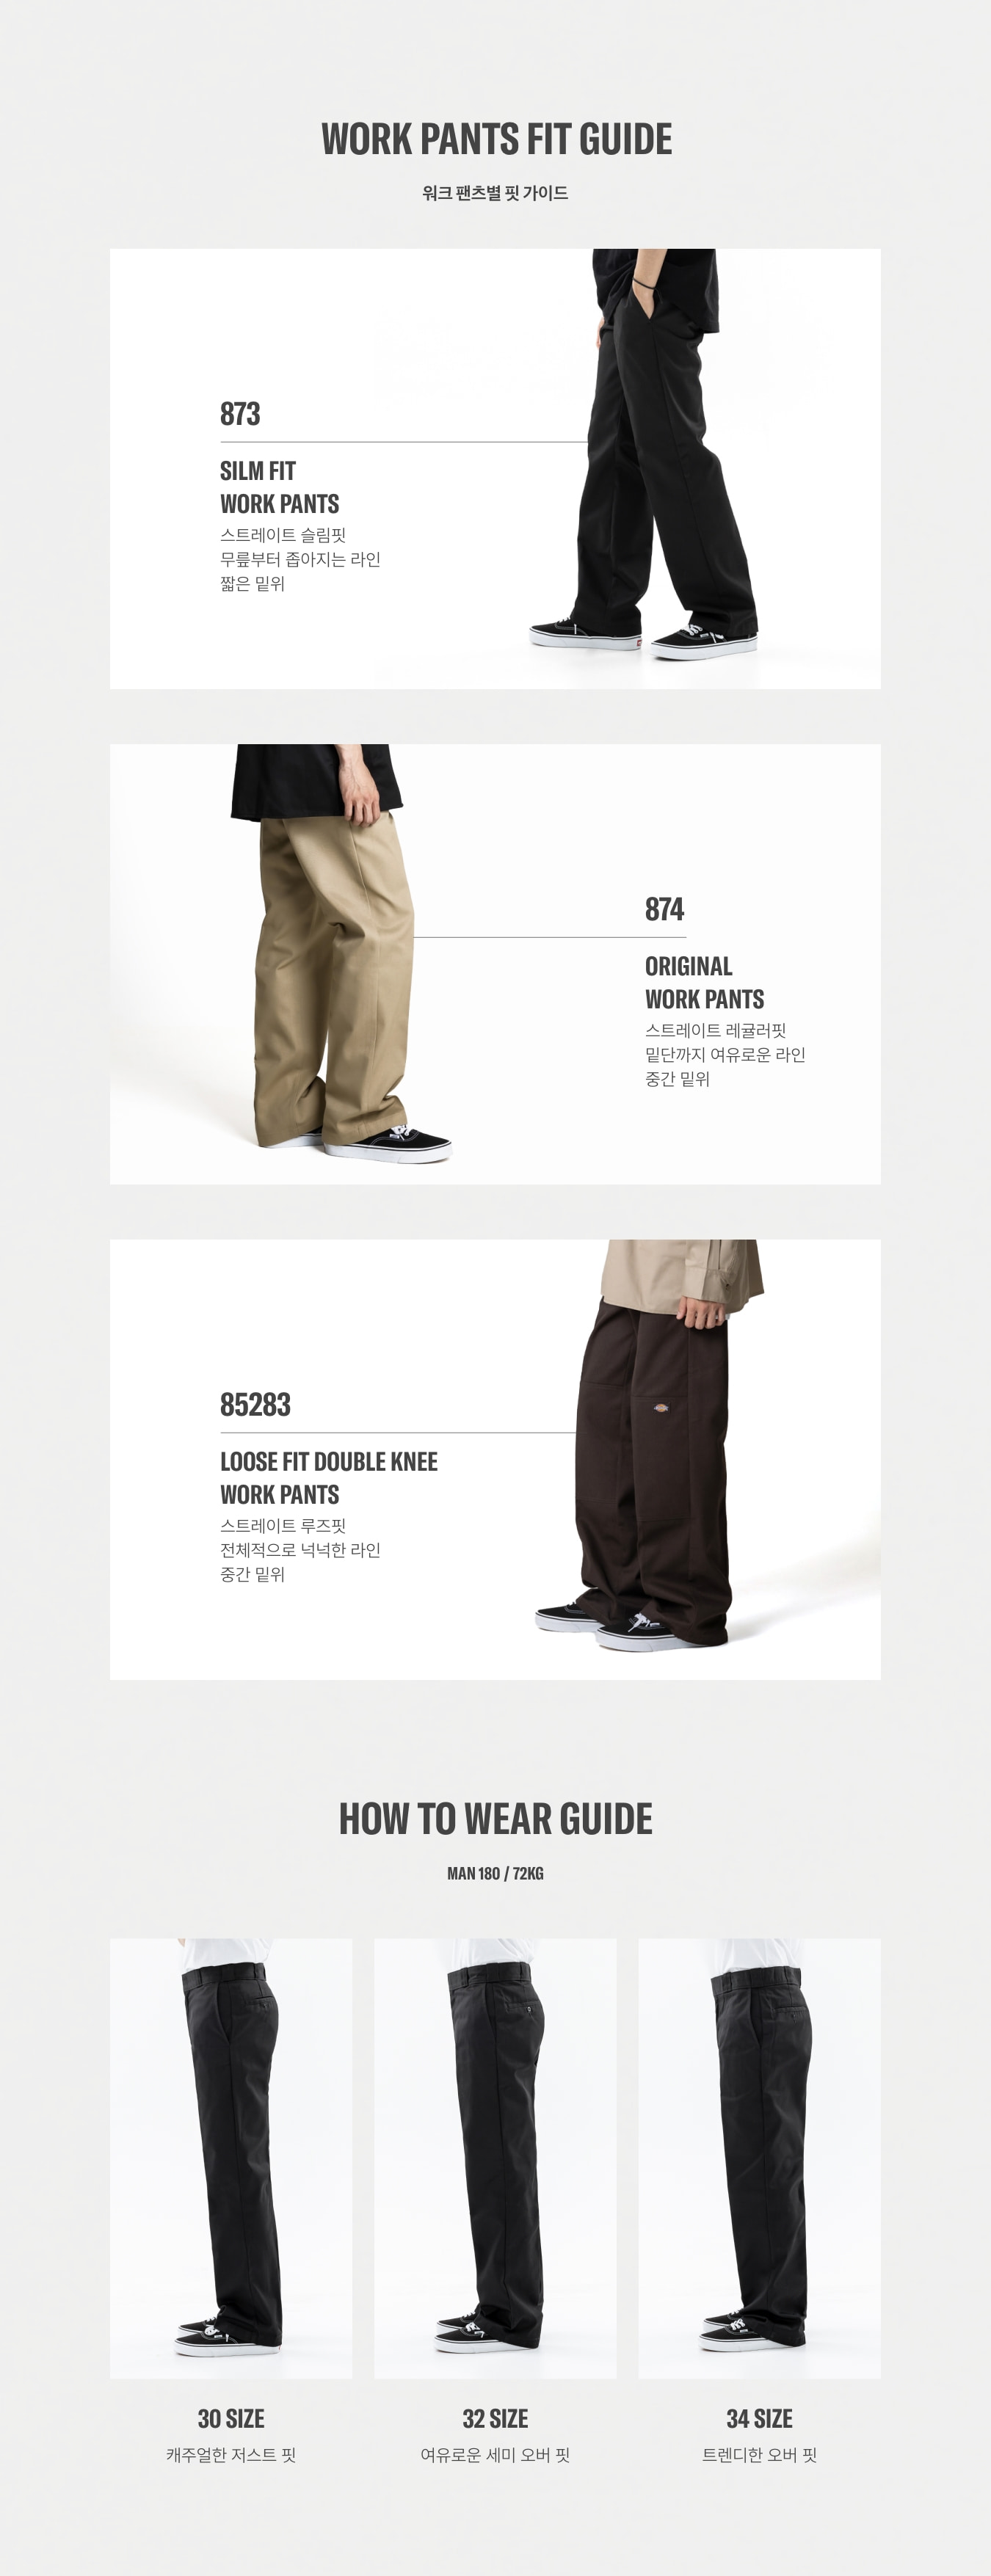 WORK PANTS FIT GUIDE
워크 팬츠별 핏 가이드
873
SILM FIT
WORK PANTS
스트레이트 슬림핏
무릎부터 좁아지는 라인
짧은 밑위
874
ORIGINAL
WORK PANTS
스트레이트 레귤러핏
밑단까지 여유로운 라인
중간 밑위
85283
LOOSE FIT DOUBLE KNEE
WORK PANTS
스트레이트 루즈핏
전체적으로 넉넉한 라인
중간 밑위
HOW TO WEAR GUIDE
MAN 180 / 72KG
30 SIZE
캐주얼한 저스트 핏
32 SIZE
여유로운 세미 오버 핏
34 SIZE
트렌디한 오버 핏